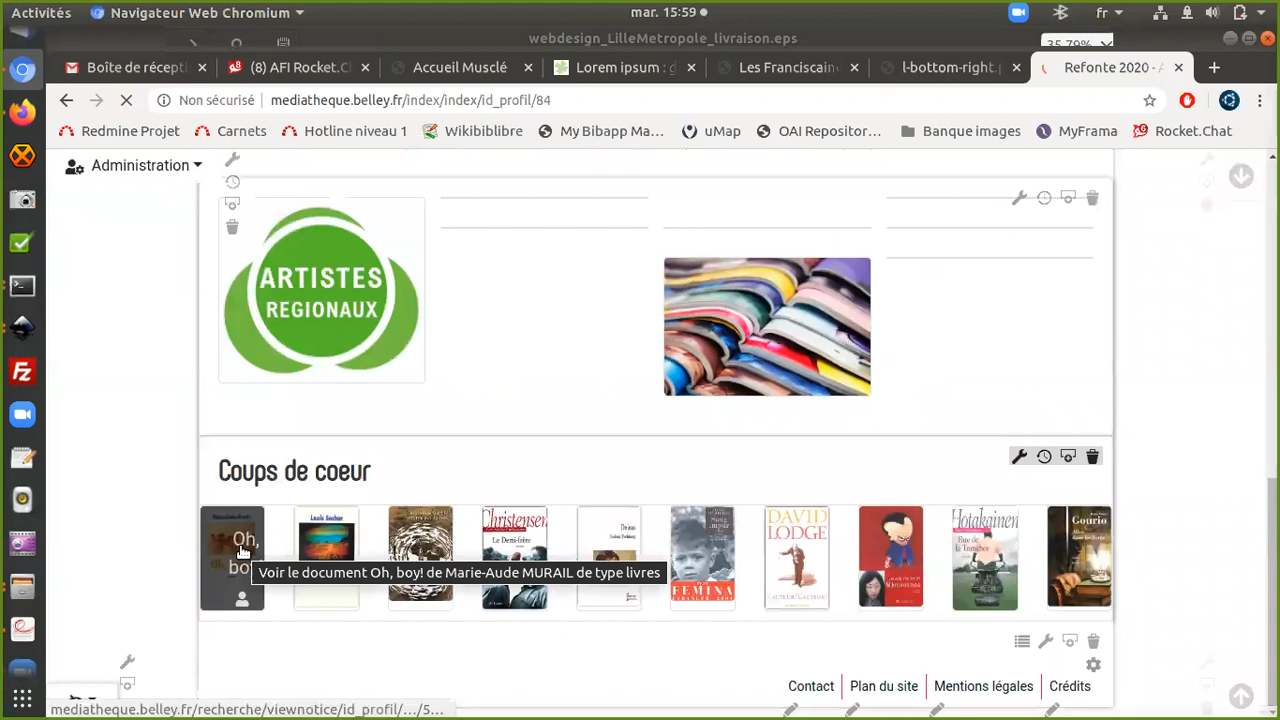 Activités Navigateur Web Chromium mar. 15:59 fr
webdesign_LilleMetropole_livraison.eps 35,79%
Boîte de récepti (8) AFI Rocket.C Accueil Musclé Lorem ipsum : g Les Franciscain l-bottom-right.p Refonte 2020 - A
Non sécurisé mediatheque.belley.fr/index/index/id_profil/84
Redmine Projet Carnets Hotline niveau 1 Wikibiblibre My Bibapp Ma... uMap OAI Repositor... Banque images MyFrama Rocket.Chat
Administration
ARTISTES
REGIONAUX
Coups de coeur
Oh,
boy
Louis Sachar
Christensen
Le Demi-frère
FEMINA
DAVID
LODGE
Hotakainen
Gourio
Voir le document Oh, boy! de Marie-Aude MURAIL de type livres
Contact Plan du site Mentions légales Crédits
mediatheque.belley.fr/recherche/viewnotice/id_profil/.../5...